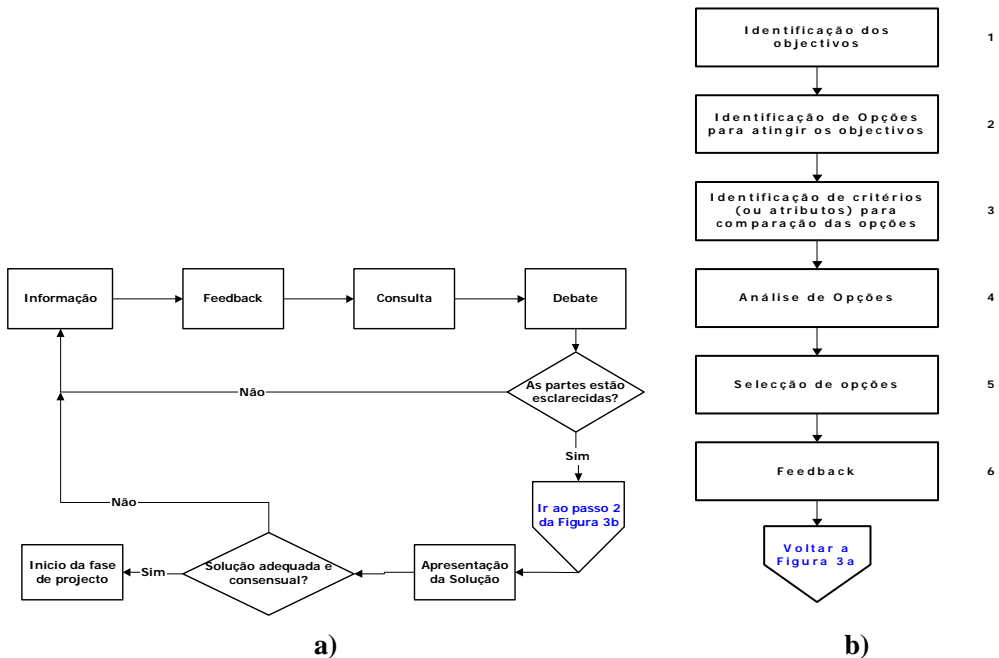 Informação
Feedback
Consulta
Debate
As partes estão
esclarecidas?
Não
Sim
Ir ao passo 2
da Figura 3b
Não
Inicio da fase
de projecto
Sim
Solução adequada e
consensual?
Apresentação
da Solução
a)
Identificação dos
objectivos
1
Identificação de Opções
para atingir os objectivos
2
Identificação de critérios
(ou atributos) para
comparação das opções
3
Análise de Opções
4
Selecção de opções
5
Feedback
6
Voltar a
Figura 3a
b)